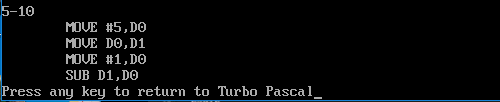 5-10
MOVE #5,D0
MOVE D0,D1
MOVE #1,D0
SUB D1,D0
Press any key to return to Turbo Pascal_